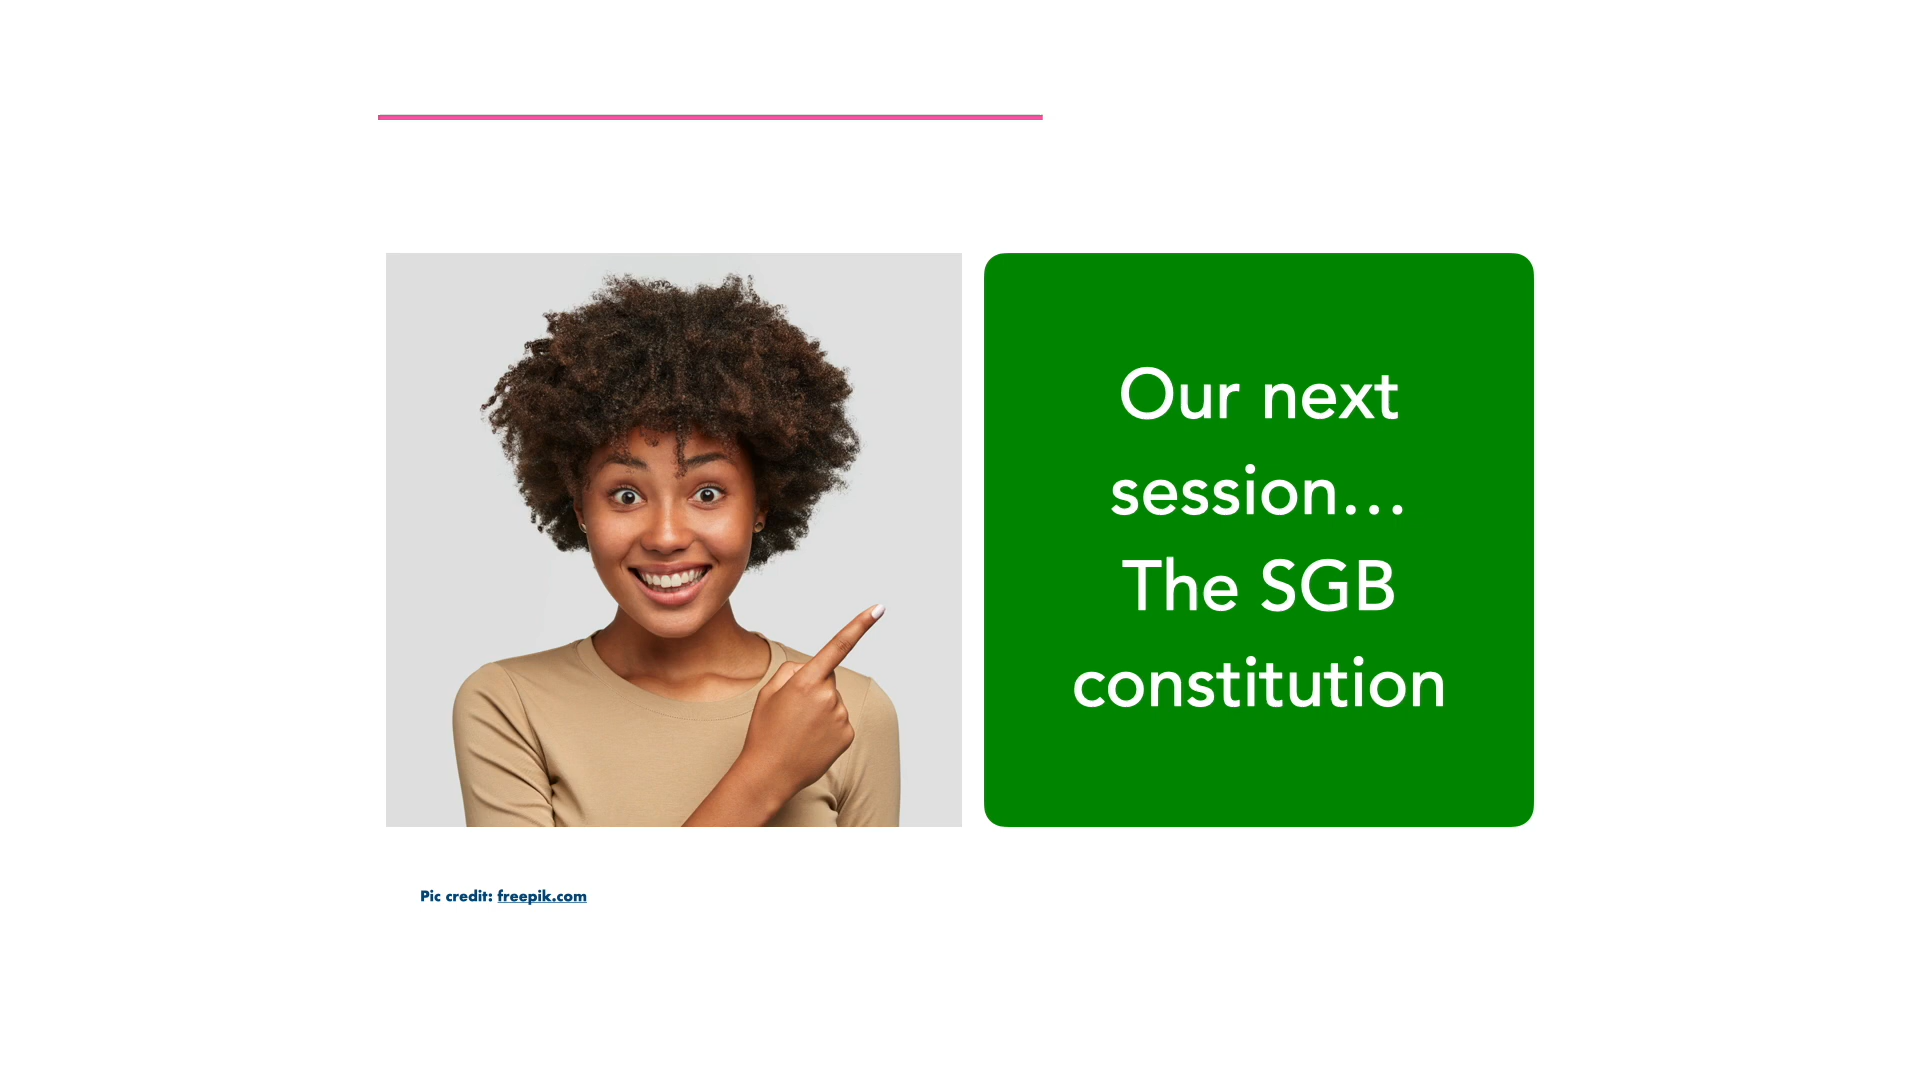 Our next
session...
The SGB
constitution
Pic credit: freepik.com